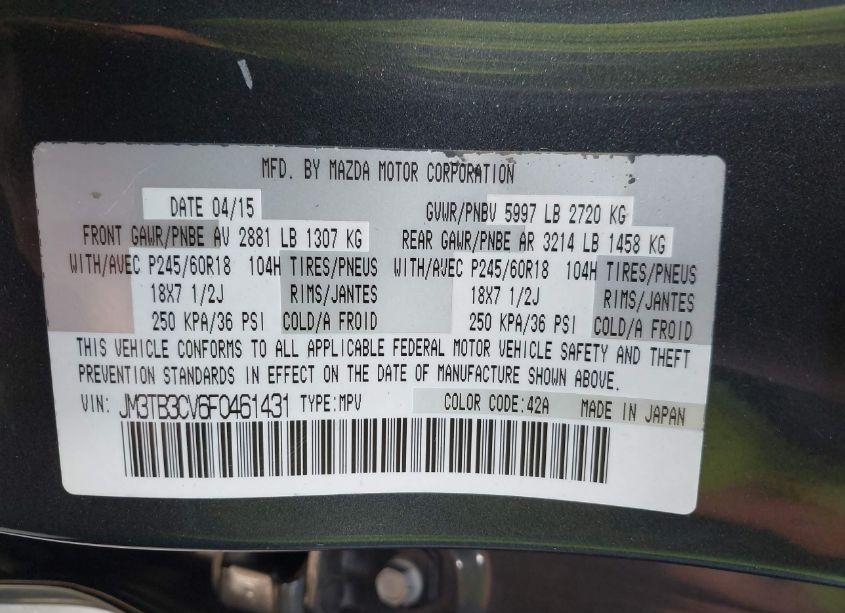 MFD. BY MAZDA MOTOR CORPORATION
DATE 04/15 GVWR/PNBV 5997 LB 2720 KG
FRONT GAWR/PNBE AV 2881 LB 1307 KG REAR GAWR/PNBE AR 3214 LB 1458 KG
WITH/AVEC P245/60R18 104H TIRES/PNEUS WITH/AVEC P245/60R18 104H TIRES/PNEUS
18X7 1/2J RIMS/JANTES 18X7 1/2J RIMS/JANTES
250 KPA/36 PSI COLD/A FROID 250 KPA/36 PSI COLD/A FROID
THIS VEHICLE CONFORMS TO ALL APPLICABLE FEDERAL MOTOR VEHICLE SAFETY AND THEFT
PREVENTION STANDARDS IN EFFECT ON THE DATE OF MANUFACTURE SHOWN ABOVE.
VIN: JM3TB3CV6F0461431 TYPE:MPV COLOR CODE:42A MADE IN JAPAN